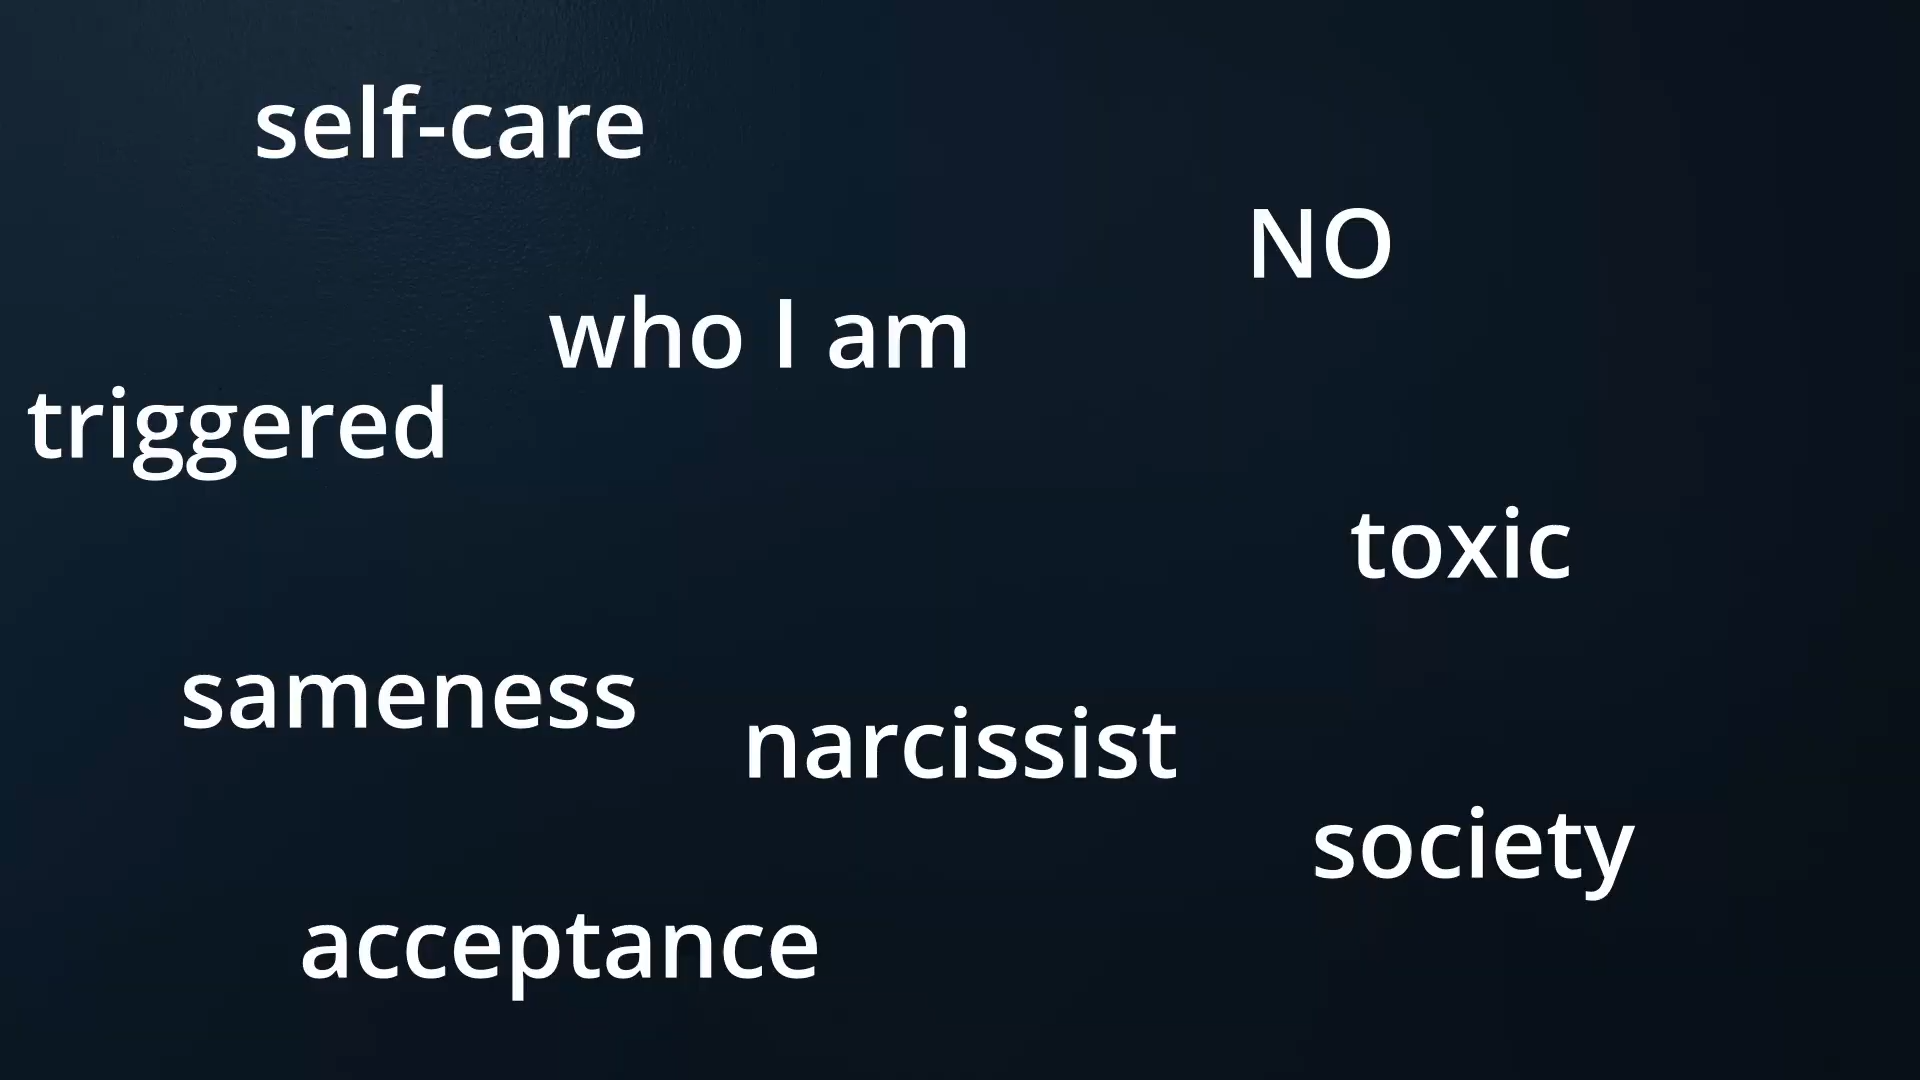 self-care
NO
who I am
triggered
toxic
sameness
narcissist
society
acceptance